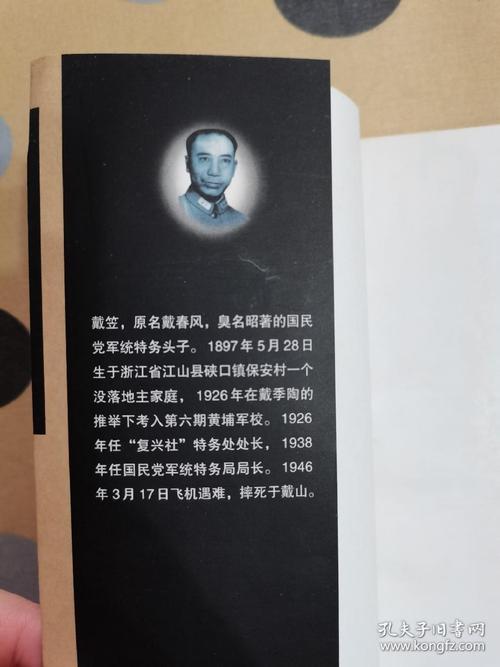 戴笠，原名戴春风，臭名昭著的国民
党军统特务头子。1897年5月28日
生于浙江省江山县硖口镇保安村一个
没落地主家庭，1926年在戴季陶的
推举下考入第六期黄埔军校。1926
年任“复兴社”特务处处长，1938
年任国民党军统特务局局长。1946
年3月17日飞机遇难，摔死于戴山。
孔夫子旧书网
www.kongfz.com